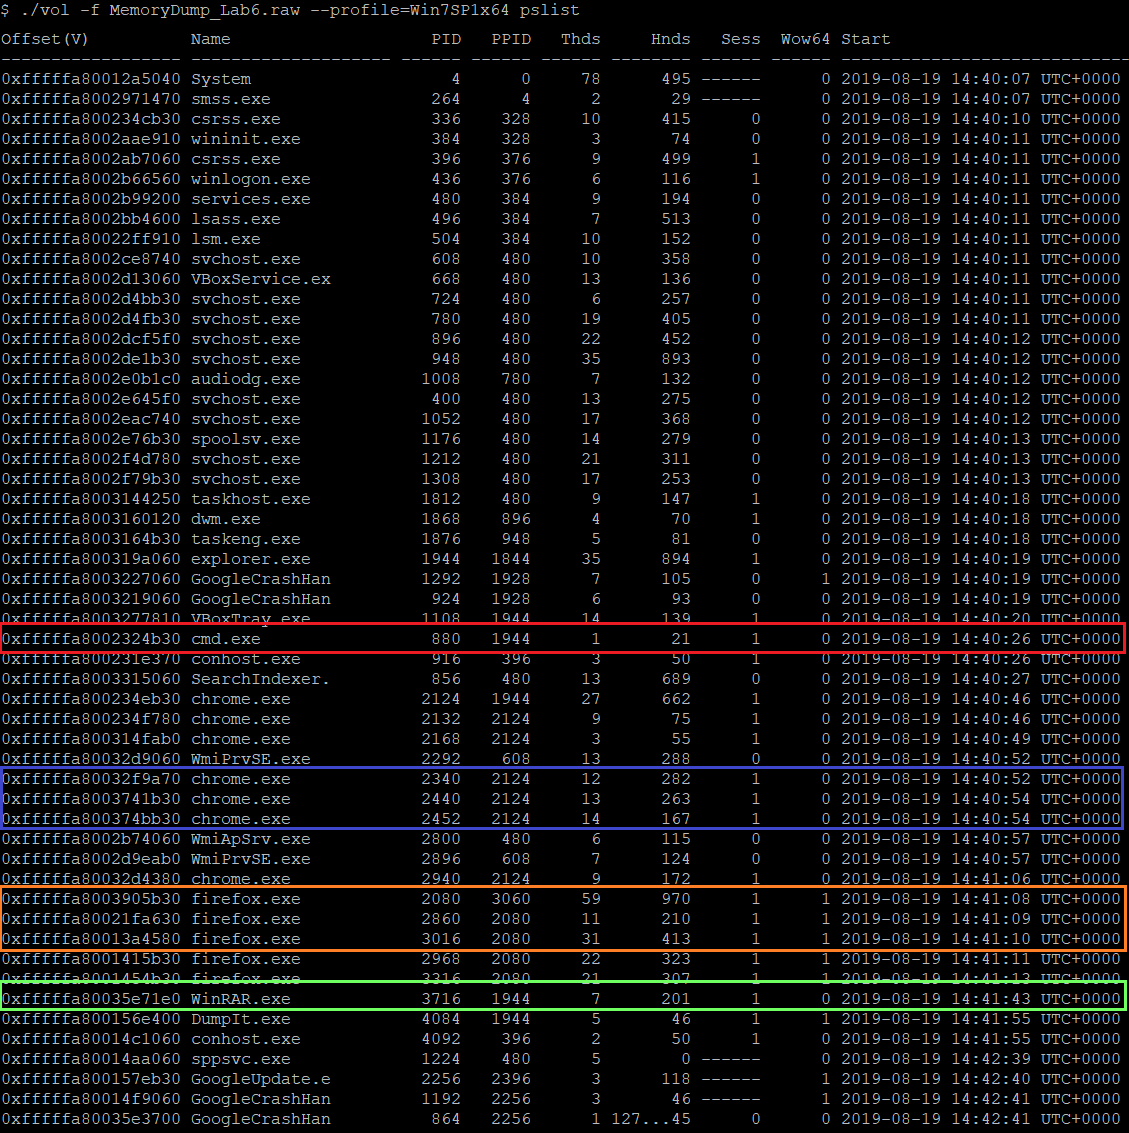 $ ./vol -f MemoryDump_Lab6.raw --profile=Win7SP1x64 pslist
Offset(V)          Name                    PID   PPID   Thds     Hnds   Sess  Wow64 Start
------------------ -------------------- ------ ------ ------ -------- ------ ------ -----------------------------
0xfffffa80012a5040 System                    4      0     78      495 ------      0 2019-08-19 14:40:07 UTC+0000
0xfffffa8002971470 smss.exe                264      4      2       29 ------      0 2019-08-19 14:40:07 UTC+0000
0xfffffa800234cb30 csrss.exe               336    328     10      415      0      0 2019-08-19 14:40:10 UTC+0000
0xfffffa8002aae910 wininit.exe             384    328      3       74      0      0 2019-08-19 14:40:11 UTC+0000
0xfffffa8002ab7060 csrss.exe               396    376      9      499      1      0 2019-08-19 14:40:11 UTC+0000
0xfffffa8002b66560 winlogon.exe            436    376      6      116      1      0 2019-08-19 14:40:11 UTC+0000
0xfffffa8002b99200 services.exe            480    384      9      194      0      0 2019-08-19 14:40:11 UTC+0000
0xfffffa8002bb4600 lsass.exe               496    384      7      513      0      0 2019-08-19 14:40:11 UTC+0000
0xfffffa80022ff910 lsm.exe                 504    384     10      152      0      0 2019-08-19 14:40:11 UTC+0000
0xfffffa8002ce8740 svchost.exe             608    480     10      358      0      0 2019-08-19 14:40:11 UTC+0000
0xfffffa8002d13060 VBoxService.ex          668    480     13      136      0      0 2019-08-19 14:40:11 UTC+0000
0xfffffa8002d4bb30 svchost.exe             724    480      6      257      0      0 2019-08-19 14:40:11 UTC+0000
0xfffffa8002d4fb30 svchost.exe             780    480     19      405      0      0 2019-08-19 14:40:11 UTC+0000
0xfffffa8002dcf5f0 svchost.exe             896    480     22      452      0      0 2019-08-19 14:40:12 UTC+0000
0xfffffa8002de1b30 svchost.exe             948    480     35      893      0      0 2019-08-19 14:40:12 UTC+0000
0xfffffa8002e0b1c0 audiodg.exe            1008    780      7      132      0      0 2019-08-19 14:40:12 UTC+0000
0xfffffa8002e645f0 svchost.exe             400    480     13      275      0      0 2019-08-19 14:40:12 UTC+0000
0xfffffa8002eac740 svchost.exe            1052    480     17      368      0      0 2019-08-19 14:40:12 UTC+0000
0xfffffa8002e76b30 spoolsv.exe            1176    480     14      279      0      0 2019-08-19 14:40:13 UTC+0000
0xfffffa8002f4d780 svchost.exe            1212    480     21      311      0      0 2019-08-19 14:40:13 UTC+0000
0xfffffa8002f79b30 svchost.exe            1308    480     17      253      0      0 2019-08-19 14:40:13 UTC+0000
0xfffffa8003144250 taskhost.exe           1812    480      9      147      1      0 2019-08-19 14:40:18 UTC+0000
0xfffffa8003160120 dwm.exe                1868    896      4       70      1      0 2019-08-19 14:40:18 UTC+0000
0xfffffa8003164b30 taskeng.exe            1876    948      5       81      0      0 2019-08-19 14:40:18 UTC+0000
0xfffffa800319a060 explorer.exe           1944   1844     35      894      1      0 2019-08-19 14:40:19 UTC+0000
0xfffffa8003227060 GoogleCrashHan         1292   1928      7      105      0      1 2019-08-19 14:40:19 UTC+0000
0xfffffa8003219060 GoogleCrashHan          924   1928      6       93      0      0 2019-08-19 14:40:19 UTC+0000
0xfffffa8003277810 VBoxTray.exe           1108   1944     14      139      1      0 2019-08-19 14:40:20 UTC+0000
0xfffffa8002324b30 cmd.exe                 880   1944      1       21      1      0 2019-08-19 14:40:26 UTC+0000
0xfffffa800231e370 conhost.exe             916    396      3       50      1      0 2019-08-19 14:40:26 UTC+0000
0xfffffa8003315060 SearchIndexer.          856    480     13      689      0      0 2019-08-19 14:40:27 UTC+0000
0xfffffa800234eb30 chrome.exe             2124   1944     27      662      1      0 2019-08-19 14:40:46 UTC+0000
0xfffffa800234f780 chrome.exe             2132   2124      9       75      1      0 2019-08-19 14:40:46 UTC+0000
0xfffffa800314fab0 chrome.exe             2168   2124      3       55      1      0 2019-08-19 14:40:49 UTC+0000
0xfffffa80032d9060 WmiPrvSE.exe           2292    608     13      288      0      0 2019-08-19 14:40:52 UTC+0000
0xfffffa80032f9a70 chrome.exe             2340   2124     12      282      1      0 2019-08-19 14:40:52 UTC+0000
0xfffffa8003741b30 chrome.exe             2440   2124     13      263      1      0 2019-08-19 14:40:54 UTC+0000
0xfffffa800374bb30 chrome.exe             2452   2124     14      167      1      0 2019-08-19 14:40:54 UTC+0000
0xfffffa8002b74060 WmiApSrv.exe           2800    480      6      115      0      0 2019-08-19 14:40:57 UTC+0000
0xfffffa8002d9eab0 WmiPrvSE.exe           2896    608      7      124      0      0 2019-08-19 14:40:57 UTC+0000
0xfffffa80032d4380 chrome.exe             2940   2124      9      172      1      0 2019-08-19 14:41:06 UTC+0000
0xfffffa8003905b30 firefox.exe            2080   3060     59      970      1      1 2019-08-19 14:41:08 UTC+0000
0xfffffa80021fa630 firefox.exe            2860   2080     11      210      1      1 2019-08-19 14:41:09 UTC+0000
0xfffffa80013a4580 firefox.exe            3016   2080     31      413      1      1 2019-08-19 14:41:10 UTC+0000
0xfffffa8001415b30 firefox.exe            2968   2080     22      323      1      1 2019-08-19 14:41:11 UTC+0000
0xfffffa8001454b30 firefox.exe            3316   2080     21      307      1      1 2019-08-19 14:41:13 UTC+0000
0xfffffa80035e71e0 WinRAR.exe             3716   1944      7      201      1      0 2019-08-19 14:41:43 UTC+0000
0xfffffa800156e400 DumpIt.exe             4084   1944      5       46      1      1 2019-08-19 14:41:55 UTC+0000
0xfffffa80014c1060 conhost.exe            4092    396      2       50      1      0 2019-08-19 14:41:55 UTC+0000
0xfffffa80014aa060 sppsvc.exe             1224    480      5        0 ------      0 2019-08-19 14:42:39 UTC+0000
0xfffffa800157eb30 GoogleUpdate.e         2256   2396      3      118 ------      1 2019-08-19 14:42:40 UTC+0000
0xfffffa80014f9060 GoogleCrashHan         1192   2256      3       46 ------      1 2019-08-19 14:42:41 UTC+0000
0xfffffa80035e3700 GoogleCrashHan          864   2256      1 127...45      0      0 2019-08-19 14:42:41 UTC+0000